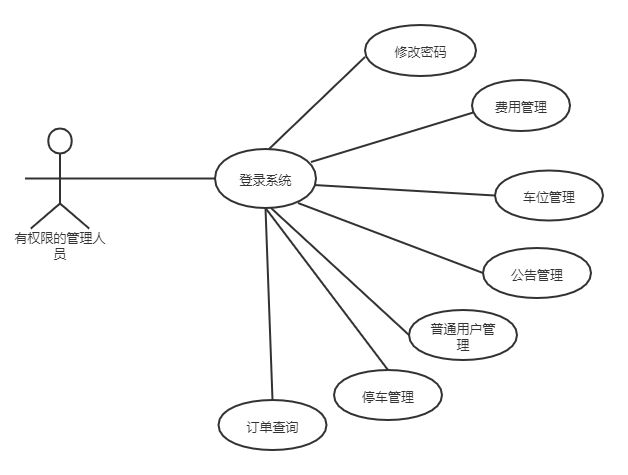 修改密码
费用管理
登录系统
车位管理
有权限的管理人
员
公告管理
普通用户管
理
停车管理
订单查询